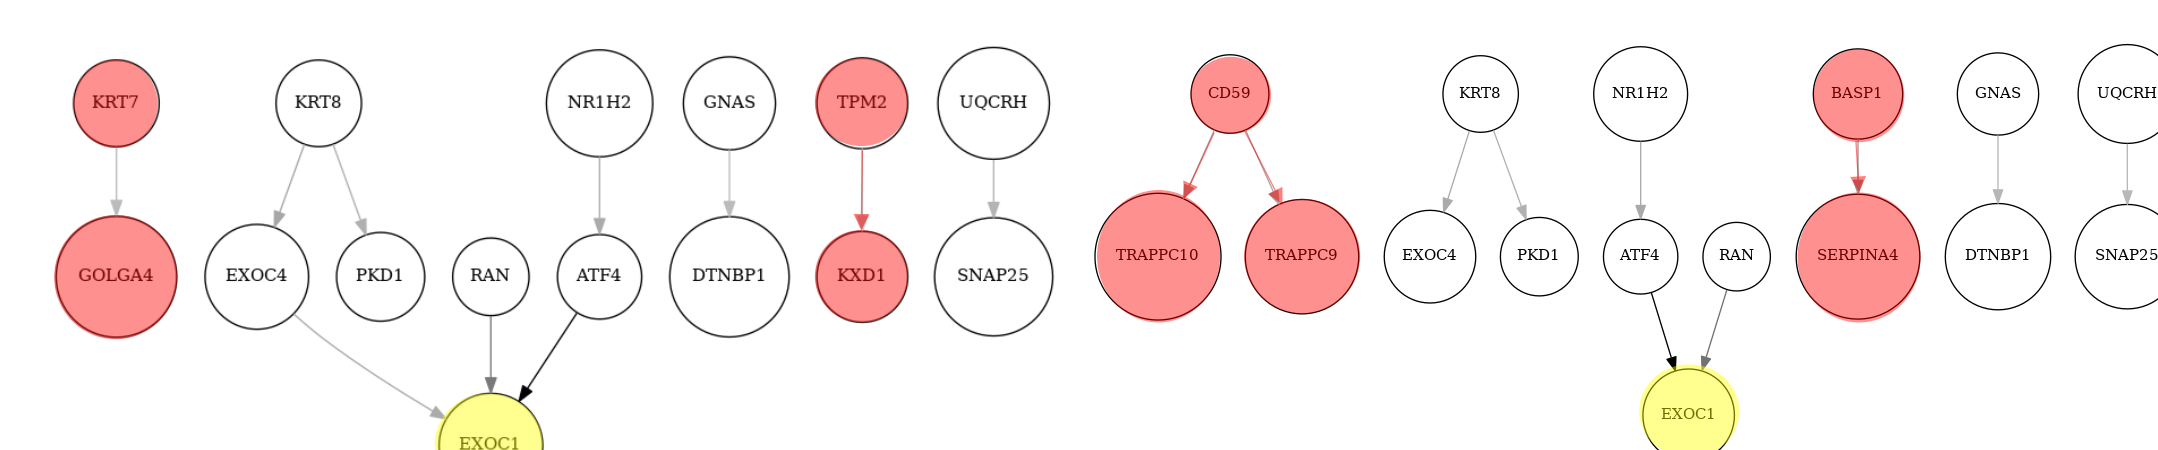 KRT7
KRT8
NR1H2
GNAS
TPM2
UQCRH
GOLGA4
EXOC4
PKD1
RAN
ATF4
DTNBP1
KXD1
SNAP25
EXOC1
CD59
KRT8
NR1H2
BASP1
GNAS
UQCRH
TRAPPC10
TRAPPC9
EXOC4
PKD1
ATF4
RAN
SERPINA4
DTNBP1
SNAP25
EXOC1